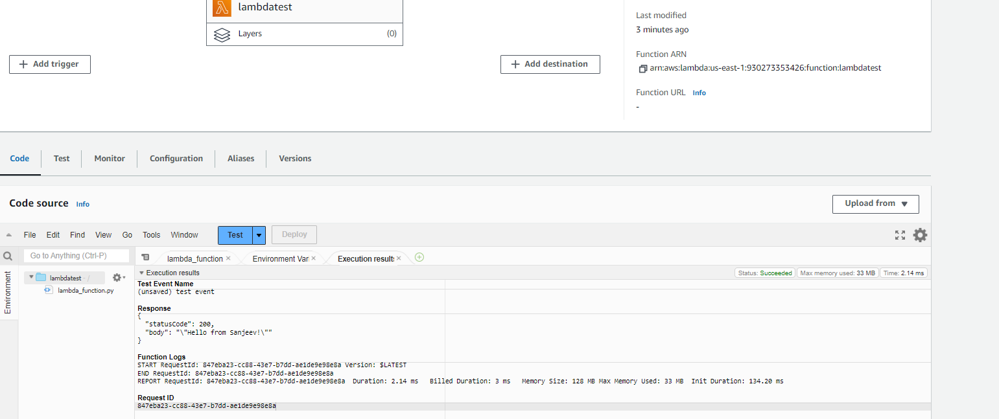 lambdatest
Layers (0)
Add trigger
Add destination
Last modified
3 minutes ago
Function ARN
arn:aws:lambda:us-east-1:930273353426:function:lambdatest
Function URL Info
-
Code Test Monitor Configuration Aliases Versions
Code source Info
Upload from
File Edit Find View Go Tools Window Test Deploy
Go to Anything (Ctrl-P)
lambda_function Environment Var Execution results
Environment
lambdatest - /
lambda_function.py
Execution results
Status: Succeeded Max memory used: 33 MB Time: 2.14 ms
Test Event Name
(unsaved) test event
Response
{
"statusCode": 200,
"body": "\"Hello from Sanjeev!\""
}
Function Logs
START RequestId: 847eba23-cc88-43e7-b7dd-ae1de9e98e8a Version: $LATEST
END RequestId: 847eba23-cc88-43e7-b7dd-ae1de9e98e8a
REPORT RequestId: 847eba23-cc88-43e7-b7dd-ae1de9e98e8a Duration: 2.14 ms Billed Duration: 3 ms Memory Size: 128 MB Max Memory Used: 33 MB Init Duration: 134.20 ms
Request ID
847eba23-cc88-43e7-b7dd-ae1de9e98e8a